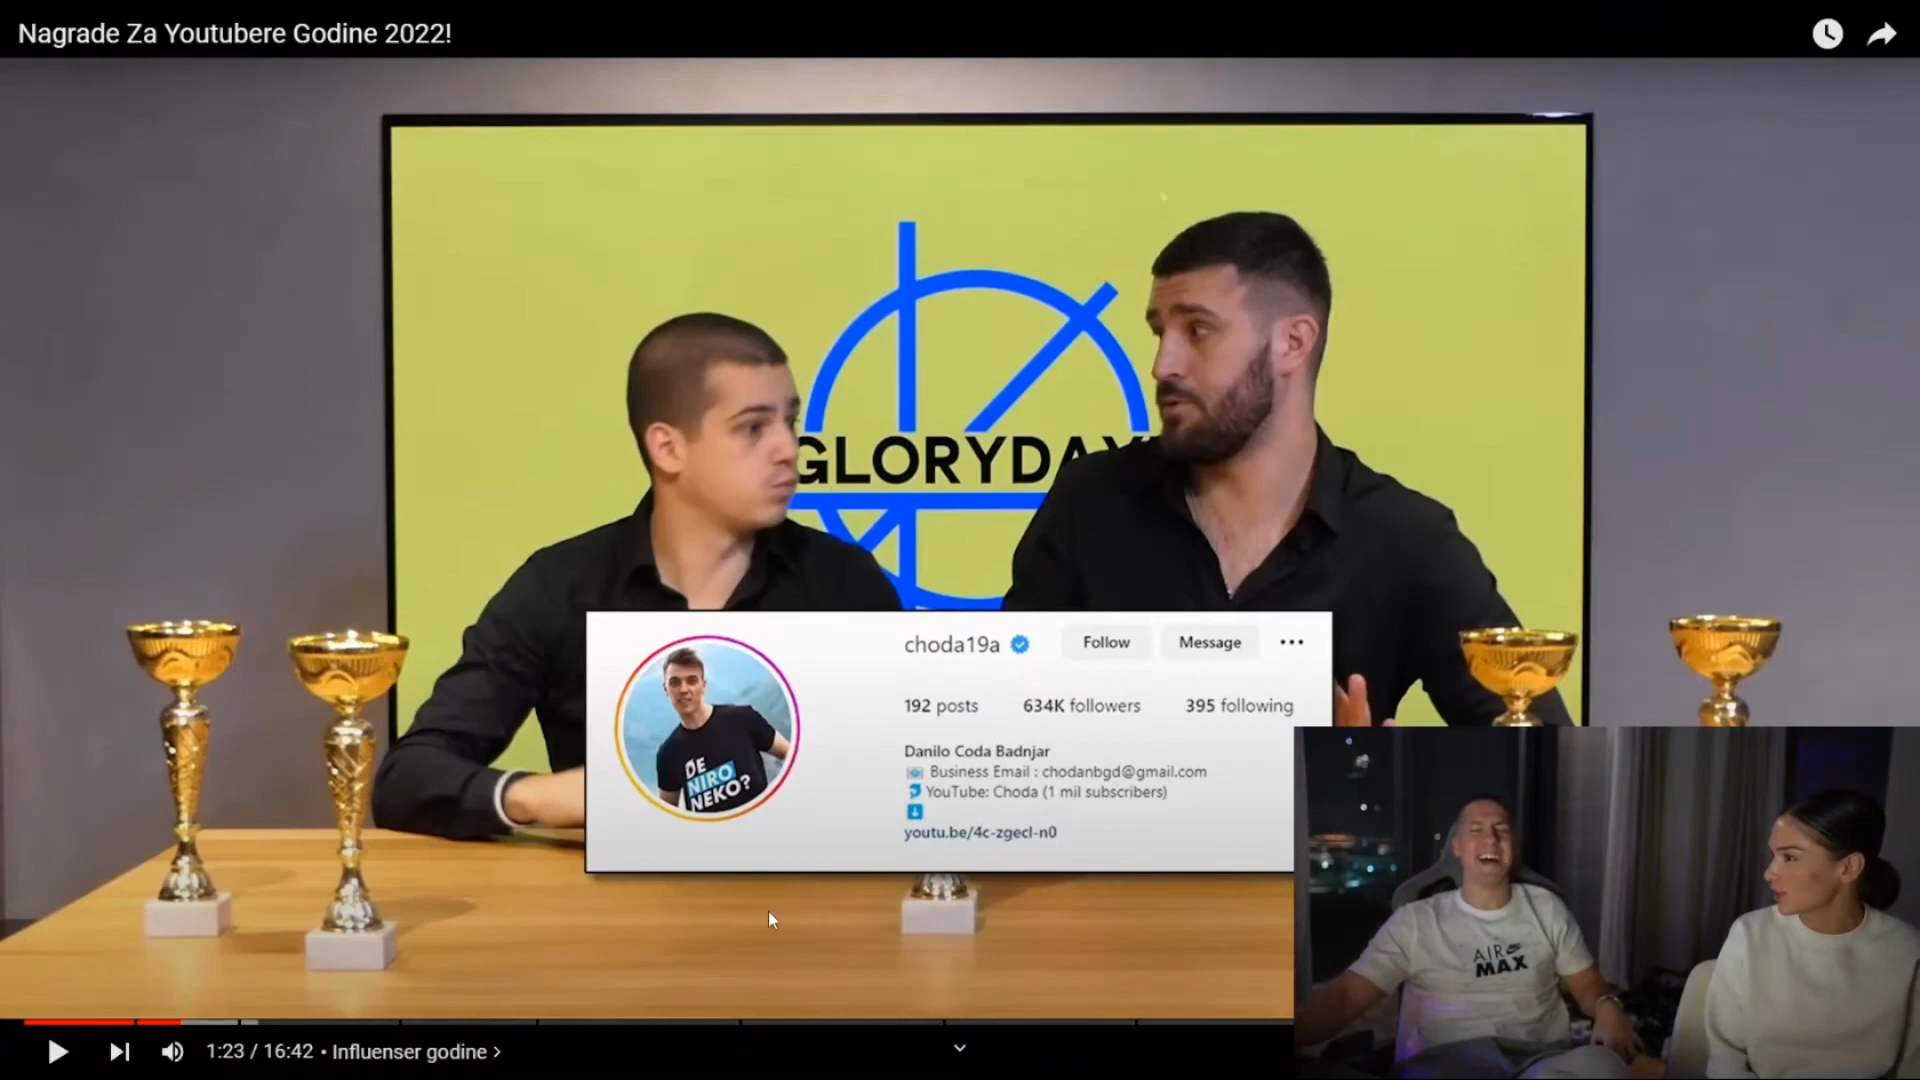 Nagrade Za Youtubere Godine 2022!
GLORYDAY
choda19a
Follow
Message
192 posts
634K followers
395 following
Danilo Coda Badnjar
Business Email : chodanbgd@gmail.com
YouTube: Choda (1 mil subscribers)
youtu.be/4c-zgecl-n0
DE
NIRO
NEKO?
AIR
MAX
1:23 / 16:42 • Influenser godine >